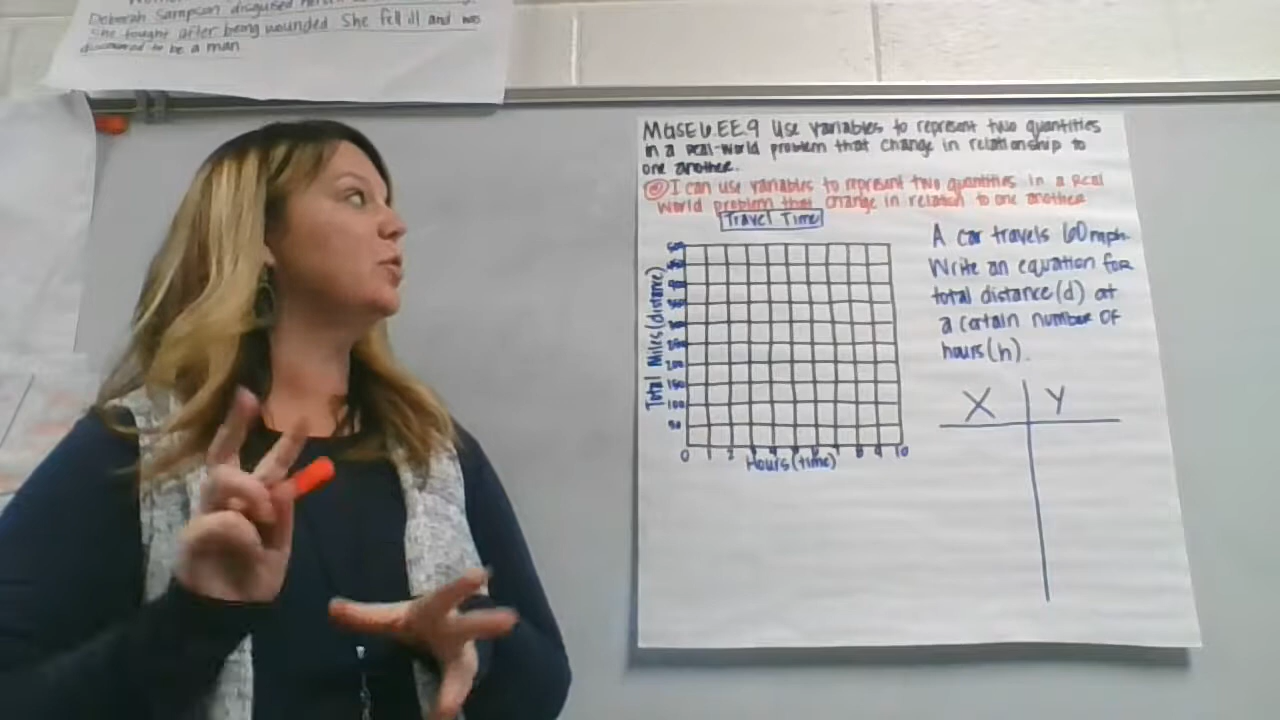 Deborah Sampson disguised
She fought after being wounded She fell ill and was
discovered to be a man
MGSE6.EE.9 Use variables to represent two quantities
in a real-world problem that change in relationship to
one another.
I can use variables to represent two quantities in a real
world problem that change in relation to one another
Travel Time
A car travels 60mph.
Write an equation for
total distance(d) at
a certain number of
hours(h).
X Y
Total Miles(distance)
200
150
100
50
0 1 2 3 4 5 6 7 8 9 10
Hours(time)